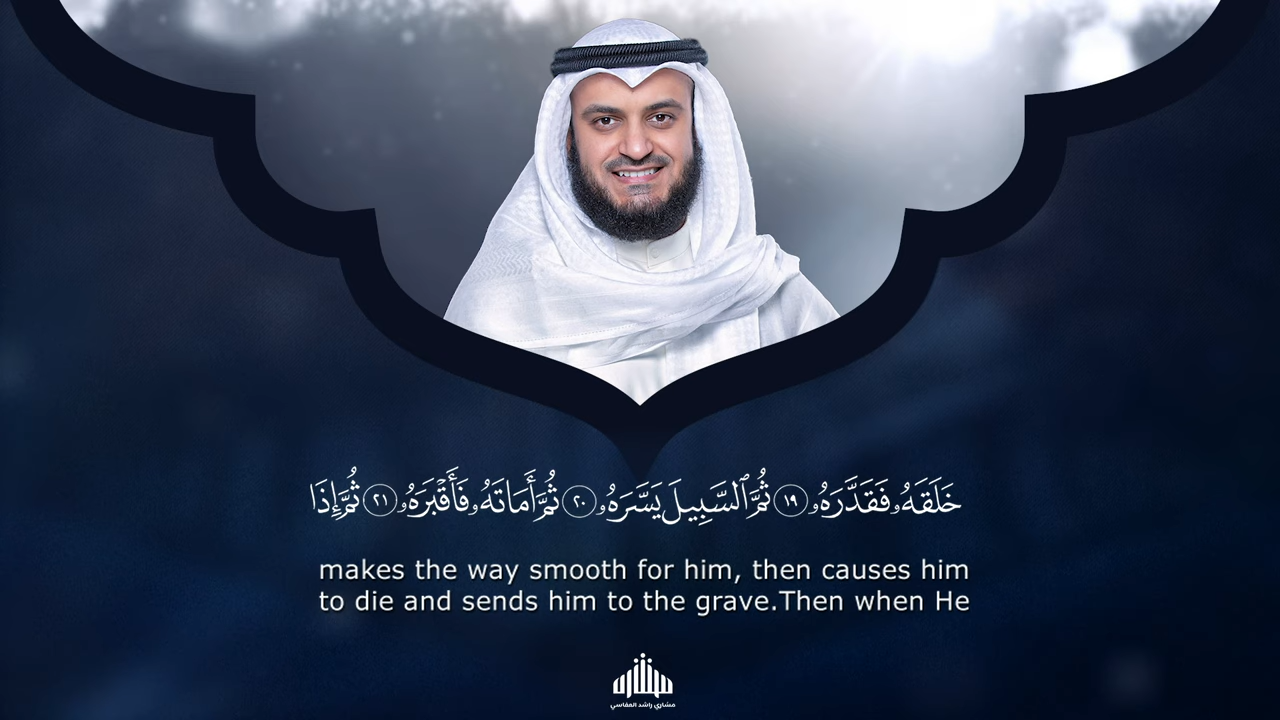 خَلَقَهُۥ فَقَدَّرَهُۥ ١٩ ثُمَّ ٱلسَّبِيلَ يَسَّرَهُۥ ٢٠ ثُمَّ أَمَاتَهُۥ فَأَقْبَرَهُۥ ٢١ ثُمَّ إِذَا
makes the way smooth for him, then causes him
to die and sends him to the grave.Then when He
مشاري راشد العفاسي